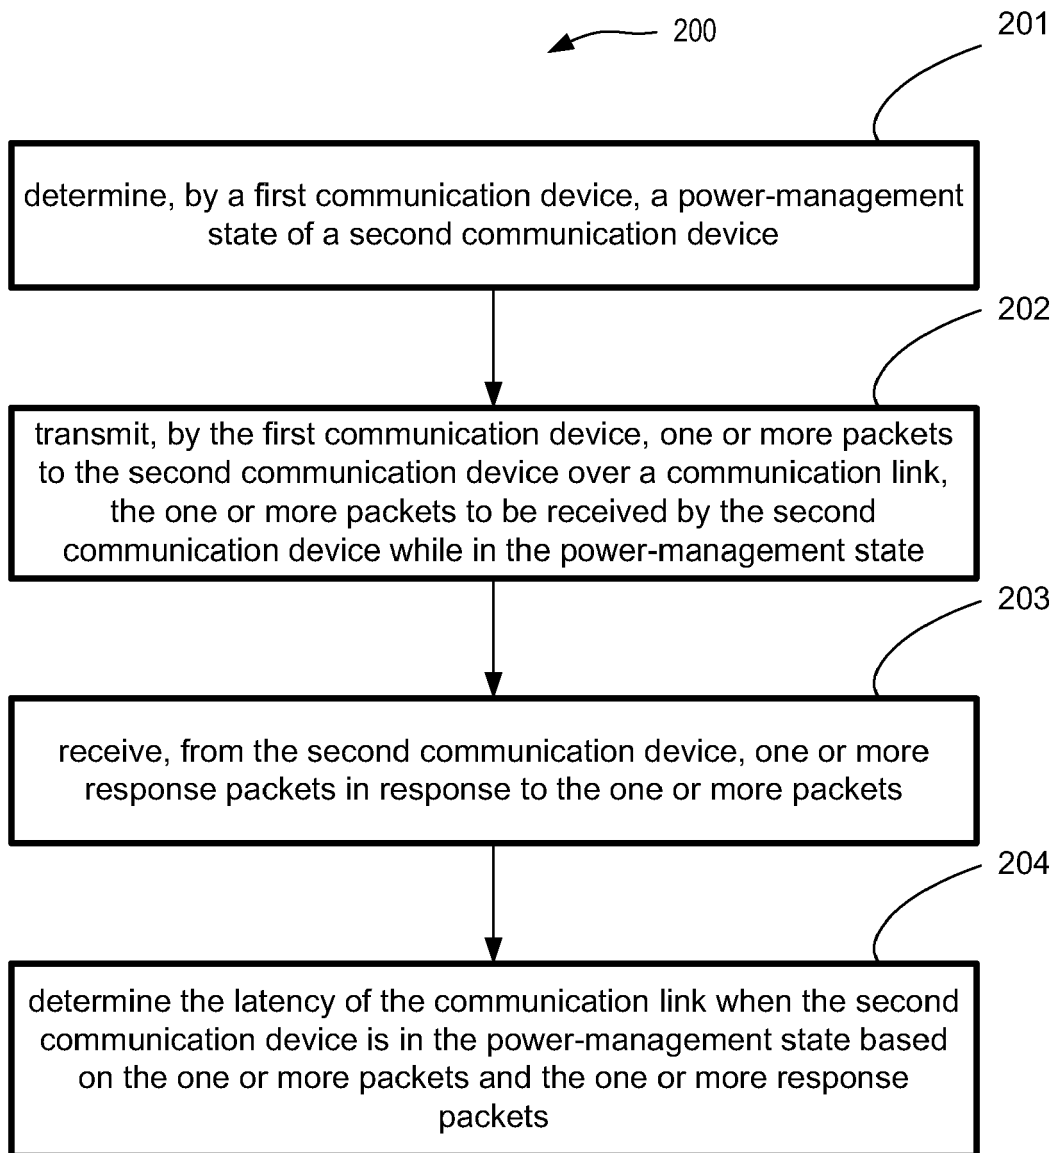 200
201
determine, by a first communication device, a power-management
state of a second communication device
202
transmit, by the first communication device, one or more packets
to the second communication device over a communication link,
the one or more packets to be received by the second
communication device while in the power-management state
203
receive, from the second communication device, one or more
response packets in response to the one or more packets
204
determine the latency of the communication link when the second
communication device is in the power-management state based
on the one or more packets and the one or more response
packets